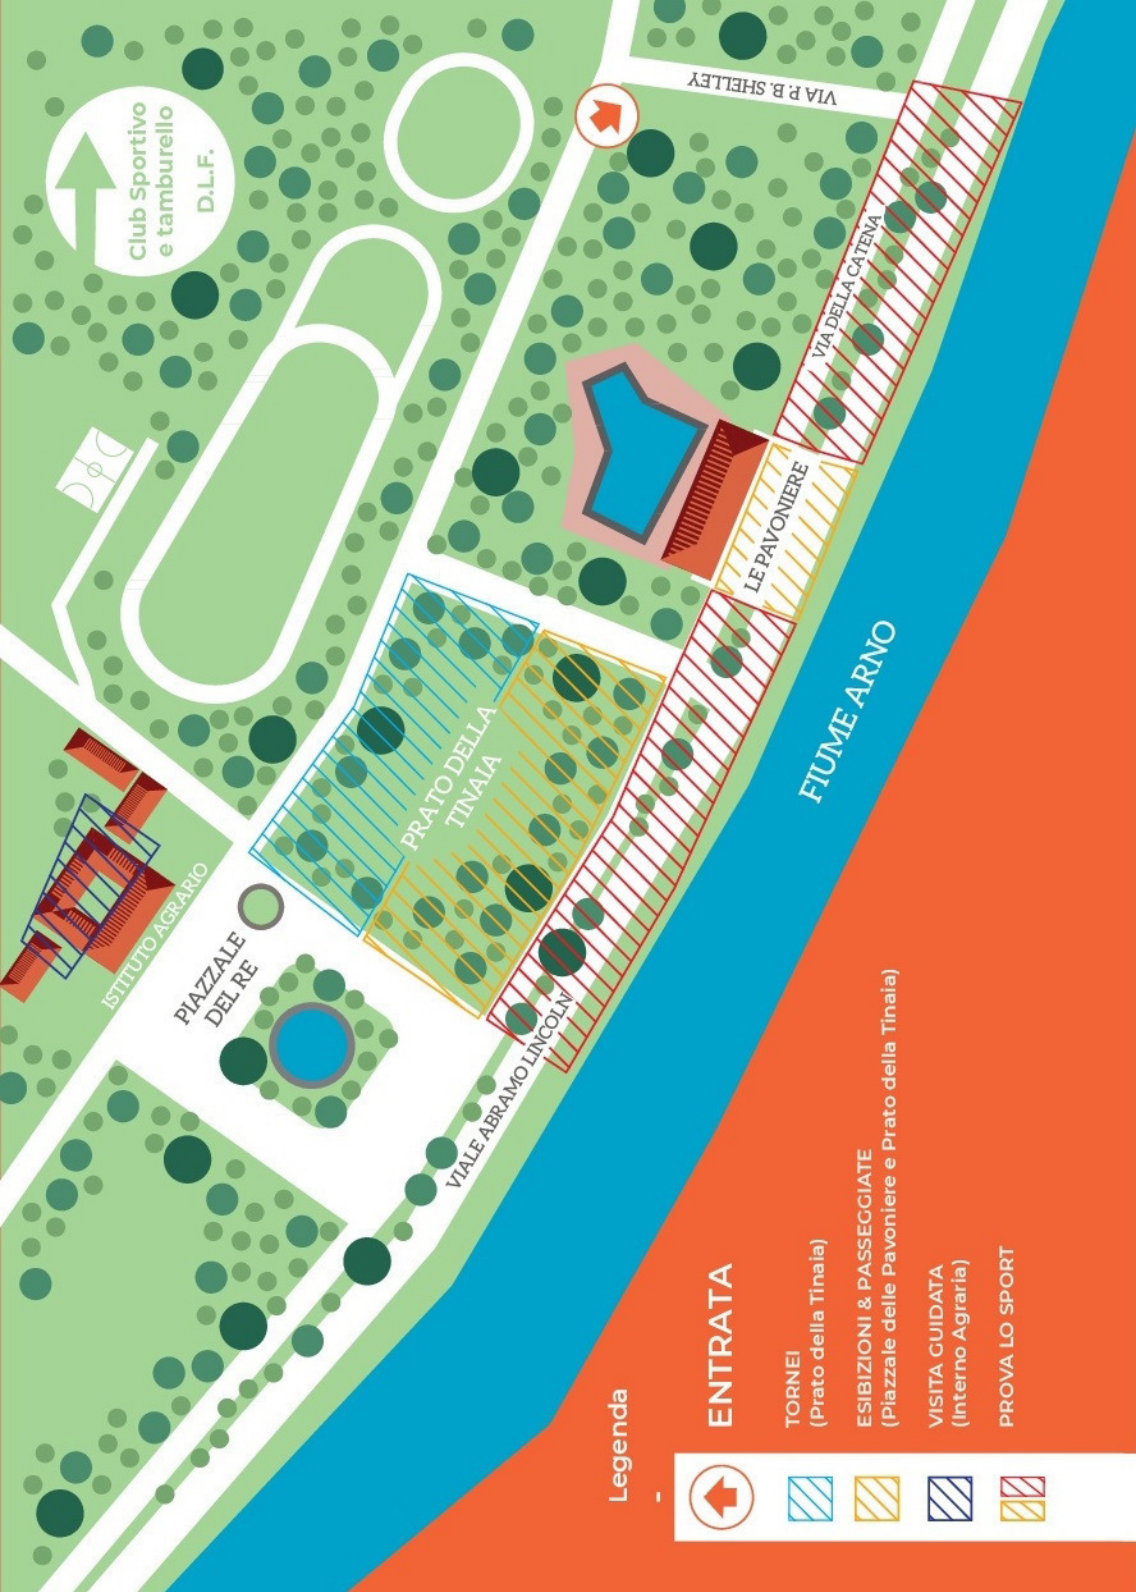 Club Sportivo
e tamburello
D.L.F.
VIA P. B. SHELLEY
VIA DELLA CATENA
LE PAVONIERE
PRATO DELLA
TINAIA
ISTITUTO AGRARIO
PIAZZALE
DEL RE
VIALE ABRAMO LINCOLN
FIUME ARNO
Legenda
-
ENTRATA
TORNEI
(Prato della Tinaia)
ESIBIZIONI & PASSEGGIATE
(Piazzale delle Pavoniere e Prato della Tinaia)
VISITA GUIDATA
(Interno Agraria)
PROVA LO SPORT